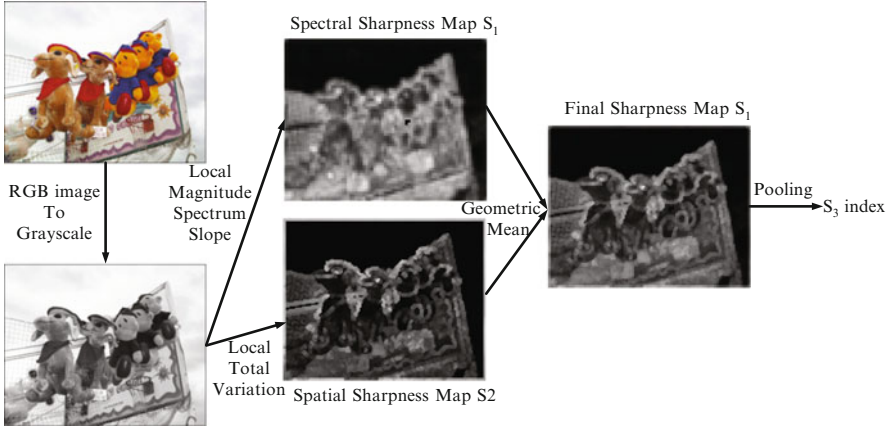 Spectral Sharpness Map S1
Final Sharpness Map S1
RGB image
To
Grayscale
Local
Magnitude
Spectrum
Slope
Geometric
Mean
Pooling
S3 index
Local
Total
Variation
Spatial Sharpness Map S2